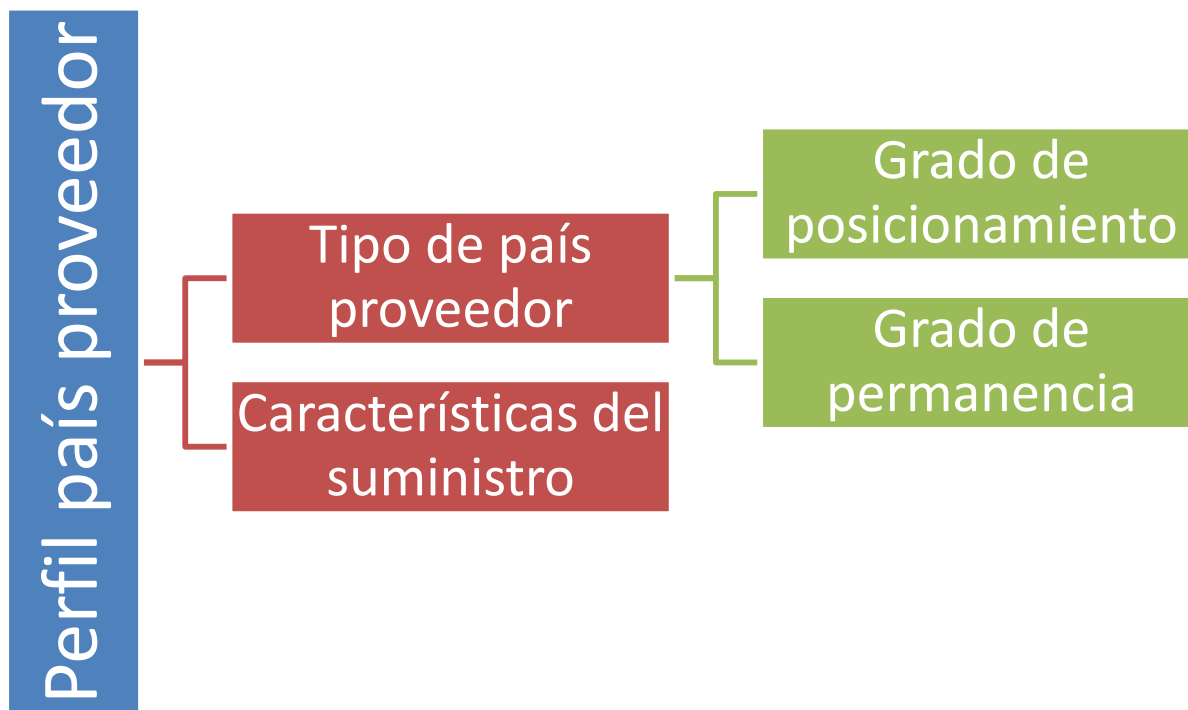 Perfil país proveedor
Tipo de país
proveedor
Características del
suministro
Grado de
posicionamiento
Grado de
permanencia